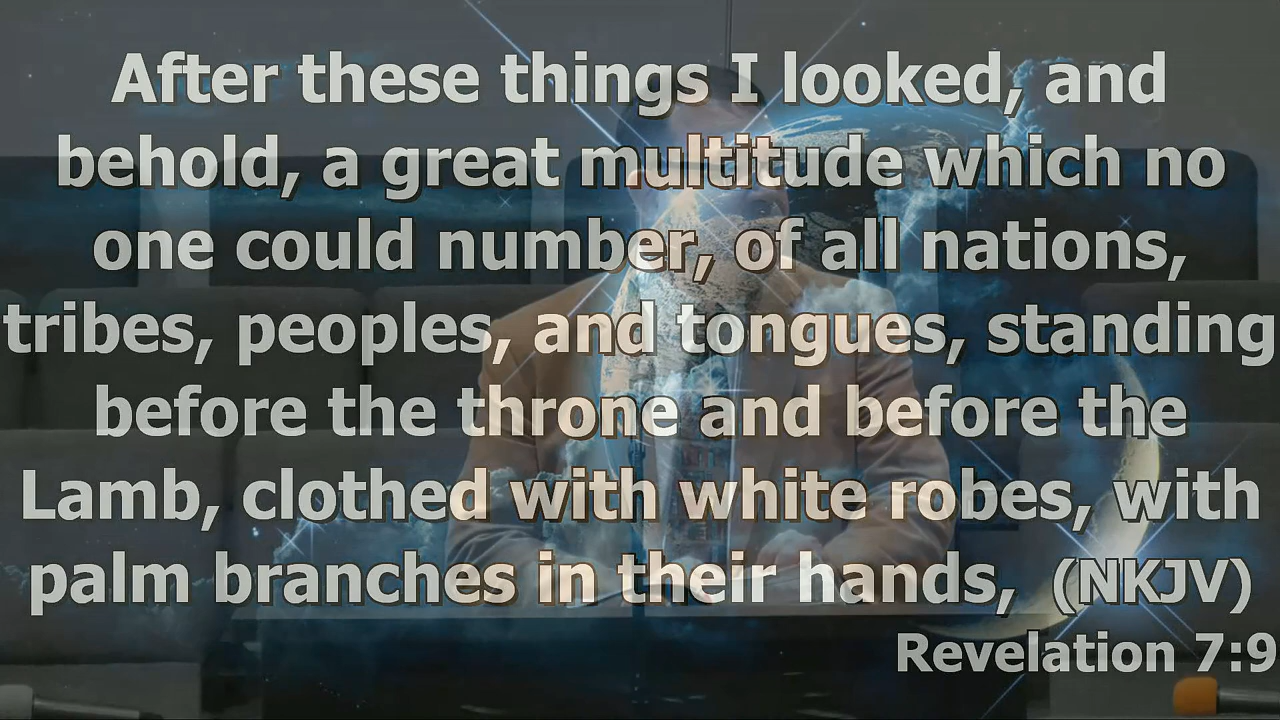 After these things I looked, and
behold, a great multitude which no
one could number, of all nations,
tribes, peoples, and tongues, standing
before the throne and before the
Lamb, clothed with white robes, with
palm branches in their hands, (NKJV)
Revelation 7:9